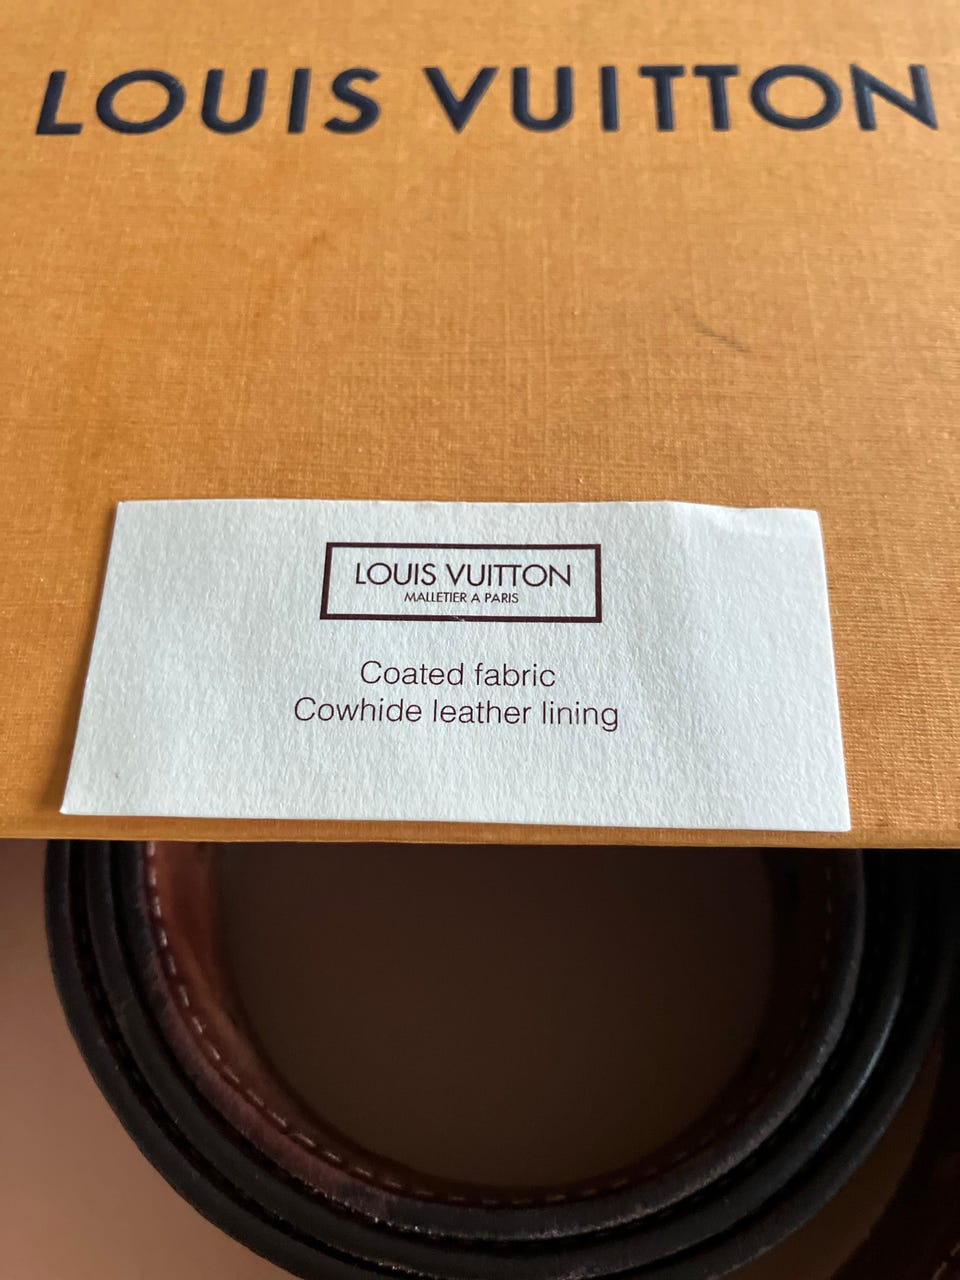 LOUIS VUITTON
LOUIS VUITTON
MALLETIER A PARIS
Coated fabric
Cowhide leather lining